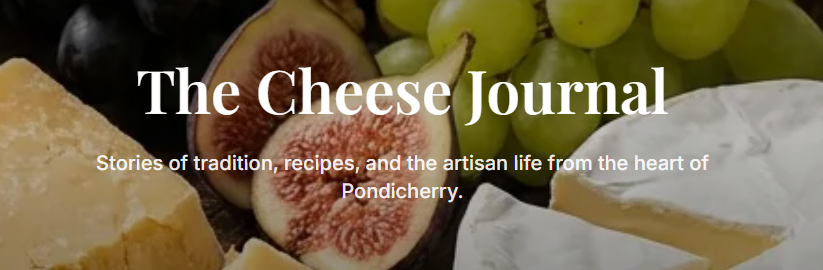 The Cheese Journal
Stories of tradition, recipes, and the artisan life from the heart of
Pondicherry.